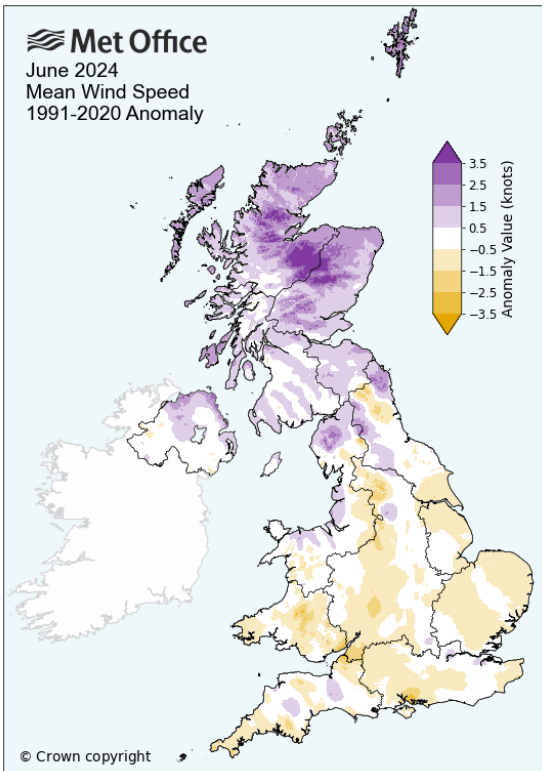 Met Office
June 2024
Mean Wind Speed
1991-2020 Anomaly
3.5
2.5
1.5
0.5
−0.5
−1.5
−2.5
−3.5
Anomaly Value (knots)
© Crown copyright